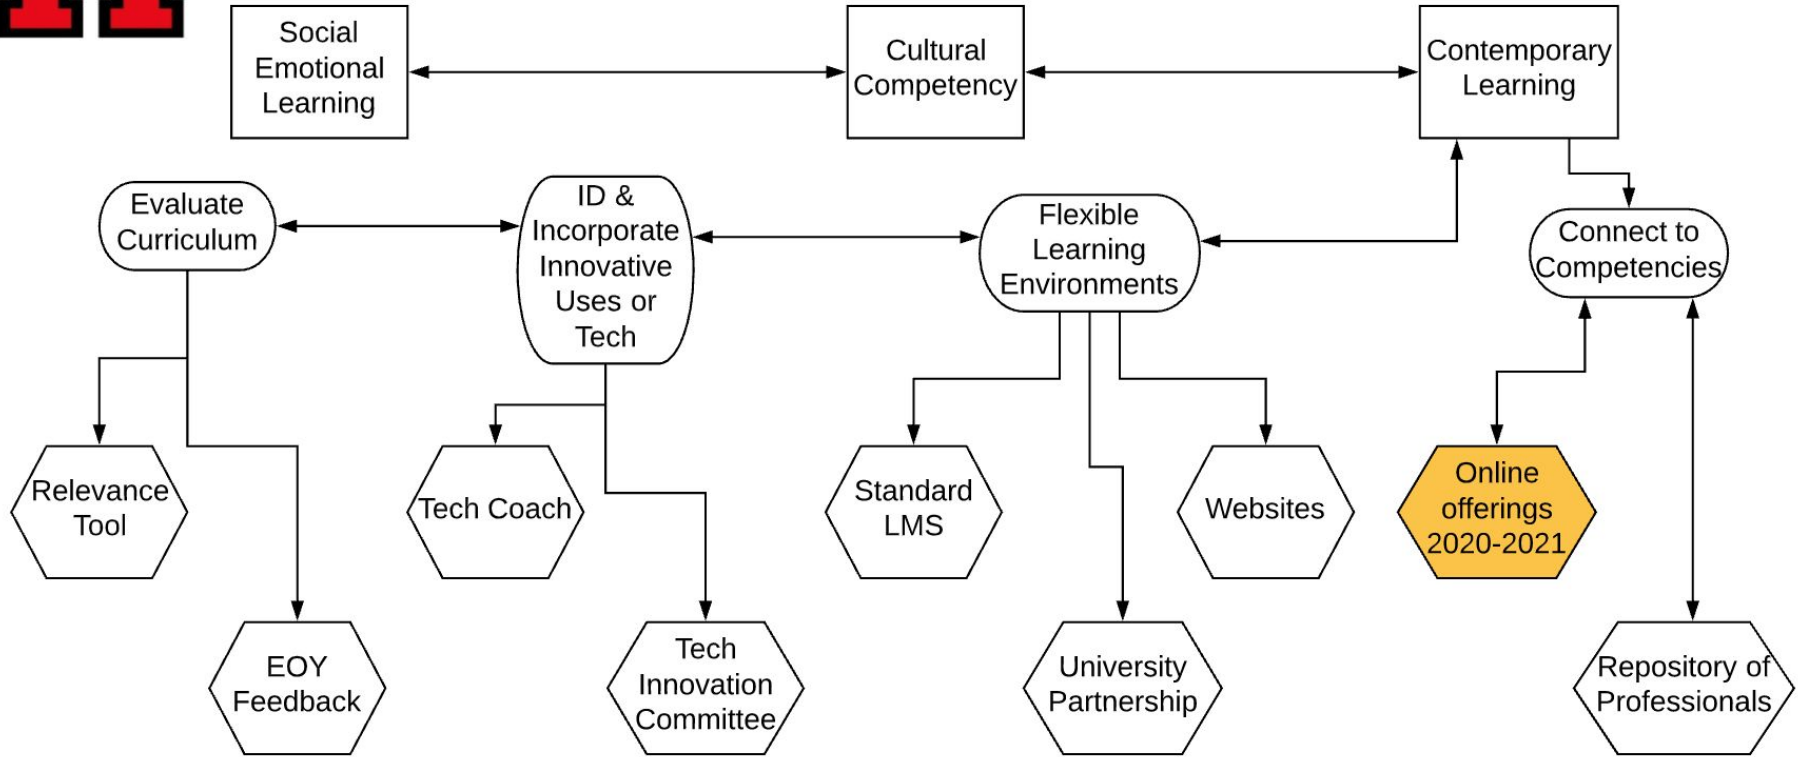 Social
Emotional
Learning
Cultural
Competency
Contemporary
Learning
Evaluate
Curriculum
ID &
Incorporate
Innovative
Uses or
Tech
Flexible
Learning
Environments
Connect to
Competencies
Relevance
Tool
Tech Coach
Standard
LMS
Websites
Online
offerings
2020-2021
EOY
Feedback
Tech
Innovation
Committee
University
Partnership
Repository of
Professionals